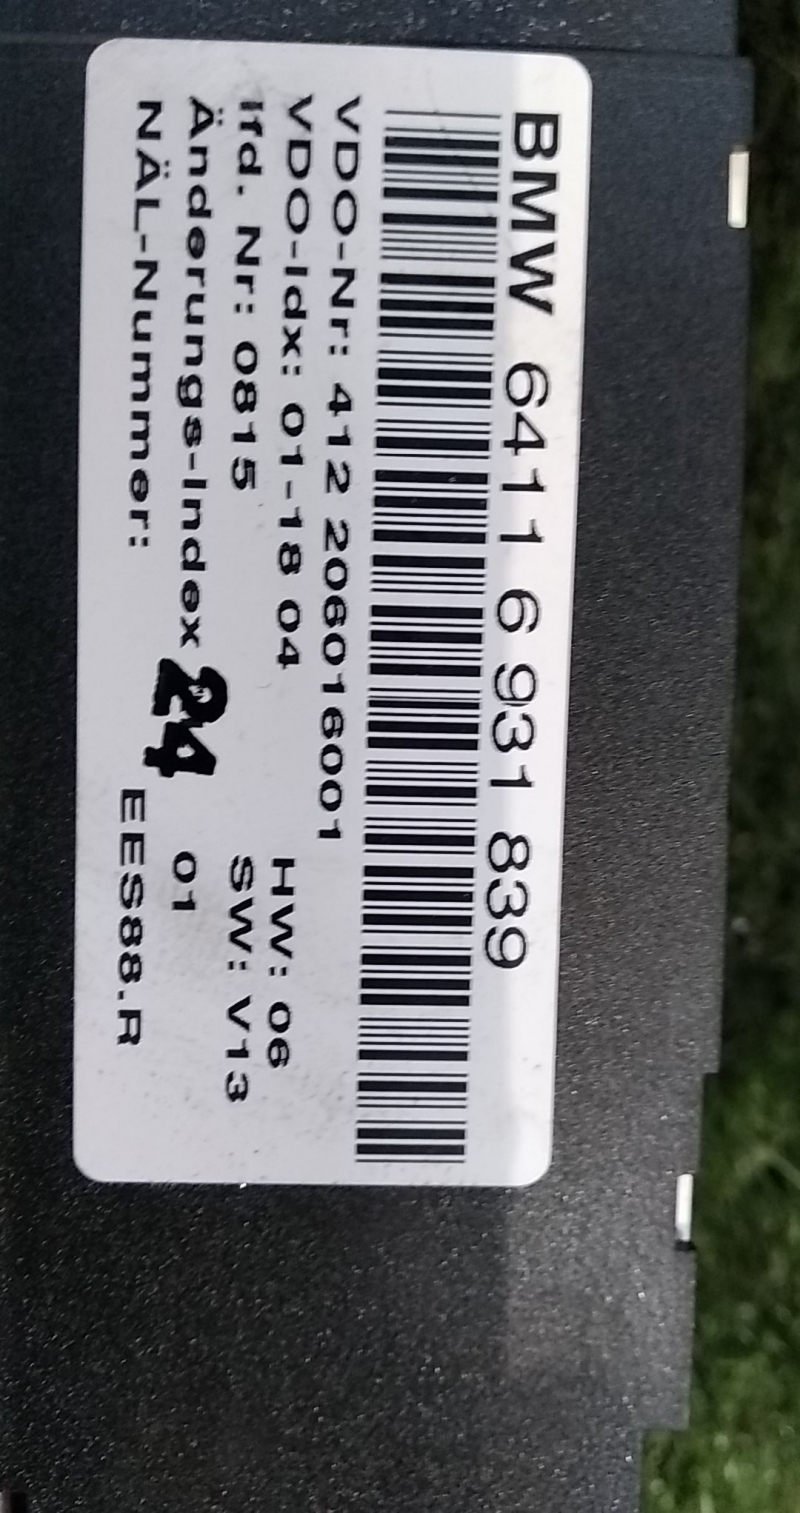 BMW 6411 6 931 839
VDO-Nr: 412 206016001
VDO-Idx: 01-18 04 HW: 06
lfd. Nr: 0815 SW: V13
Änderungs-Index 24 01
NÄL-Nummer: EES88.R